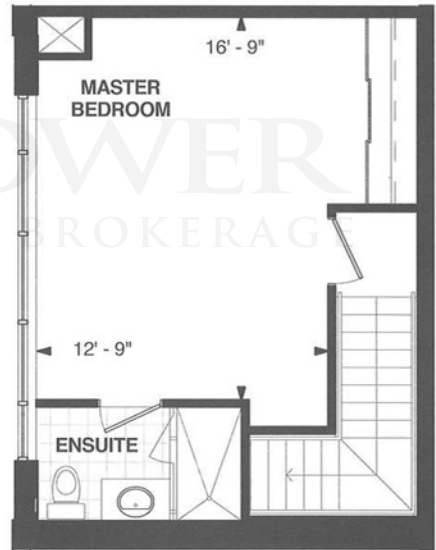 16' - 9"
MASTER
BEDROOM
OWER
BROKERAGE
12' - 9"
ENSUITE